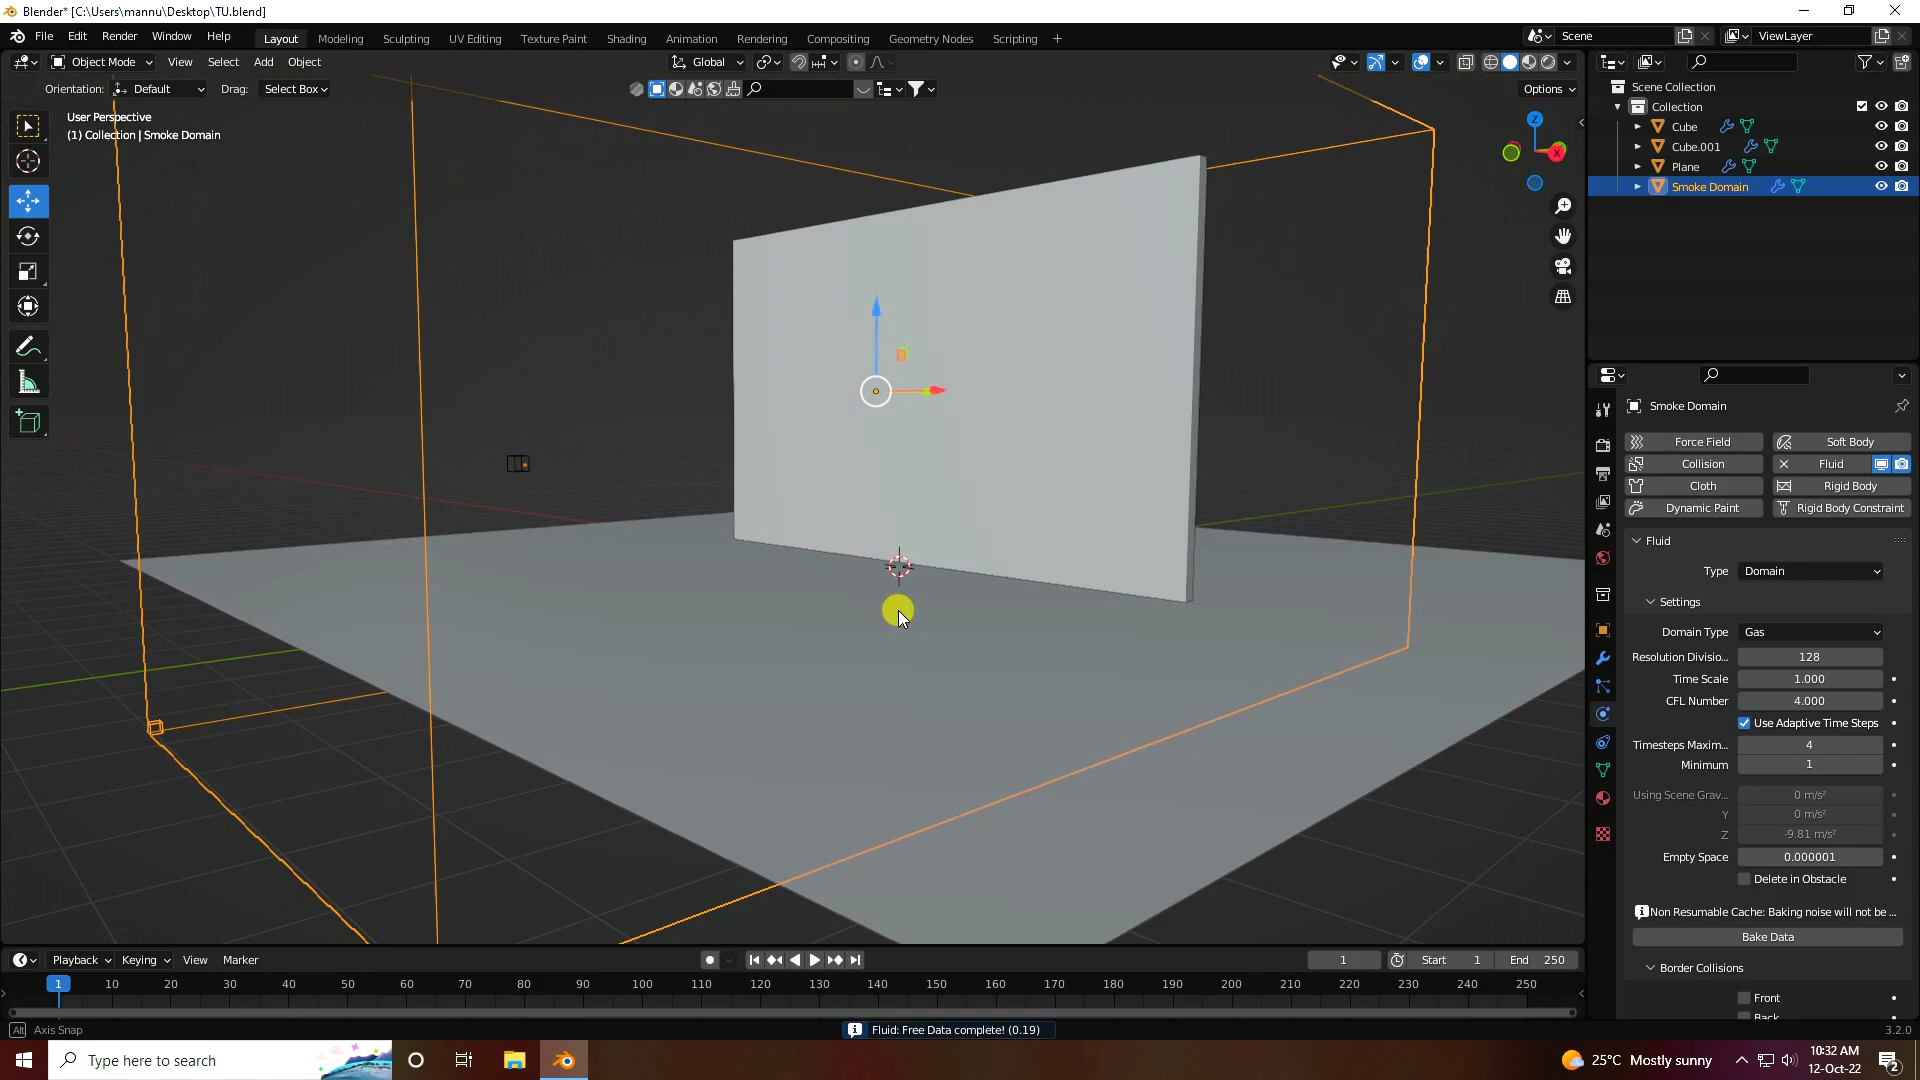 Blender* [C:\Users\mannu\Desktop\TU.blend]
File Edit Render Window Help Layout Modeling Sculpting UV Editing Texture Paint Shading Animation Rendering Compositing Geometry Nodes Scripting + Scene ViewLayer
Object Mode View Select Add Object Global
Orientation: Default Drag: Select Box Options
User Perspective
(1) Collection | Smoke Domain
Z
X
Scene Collection
Collection
Cube
Cube.001
Plane
Smoke Domain
Smoke Domain
Force Field Soft Body
Collision Fluid
Cloth Rigid Body
Dynamic Paint Rigid Body Constraint
Fluid
Type Domain
Settings
Domain Type Gas
Resolution Divisio... 128
Time Scale 1.000
CFL Number 4.000
Use Adaptive Time Steps
Timesteps Maxim... 4
Minimum 1
Using Scene Grav... 0 m/s²
Y 0 m/s²
Z -9.81 m/s²
Empty Space 0.000001
Delete in Obstacle
Non Resumable Cache: Baking noise will not be ...
Bake Data
Border Collisions
Front
Back
Playback Keying View Marker 1 Start 1 End 250
1 10 20 30 40 50 60 70 80 90 100 110 120 130 140 150 160 170 180 190 200 210 220 230 240 250
Alt Axis Snap Fluid: Free Data complete! (0.19) 3.2.0
Type here to search 25°C Mostly sunny 10:32 AM
12-Oct-22 2